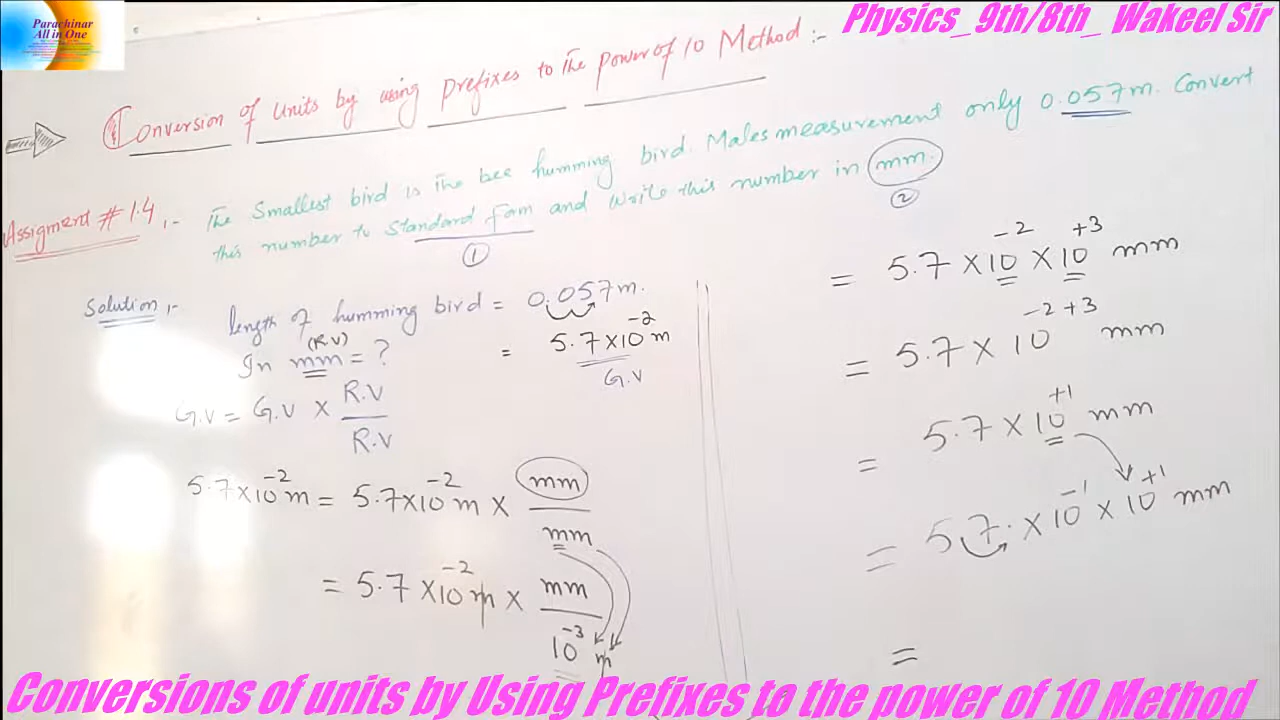 Parachinar
All in One
Physics_9th/8th_ Wakeel Sir
Conversion of units by using prefixes to the power of 10 Method :-
Assigment # 1.4 :- The Smallest bird is the bee humming bird. Males measurement only 0.057m. Convert
this number to Standard form and write this number in mm.
① ②
Solution :- length of humming bird = 0.057m.
= 5.7×10⁻² m
G.V
(R.V)
In mm = ?
G.V = G.V × R.V / R.V
5.7×10⁻² m = 5.7×10⁻² m × mm / mm
= 5.7×10⁻² m × mm / 10⁻³ m
= 5.7 × 10⁻² × 10⁺³ mm
= 5.7 × 10⁻²⁺³ mm
= 5.7 × 10⁺¹ mm
= 57. × 10⁻¹ × 10⁺¹ mm
=
Conversions of units by Using Prefixes to the power of 10 Method